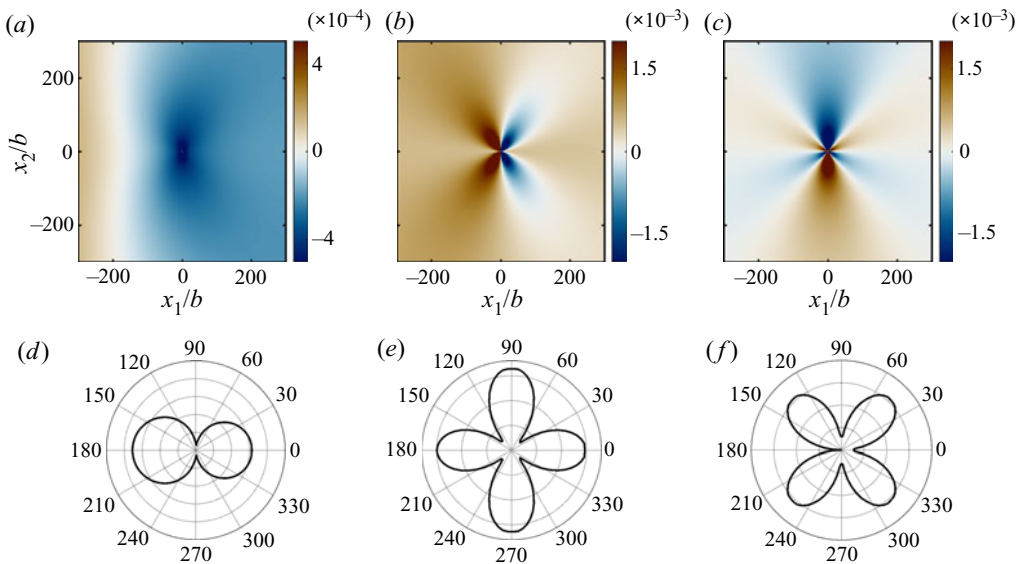 (a) (×10⁻⁴) (b) (×10⁻³) (c) (×10⁻³)
4 1.5 1.5
200
x₂/b 0 0 0 0
−200
−4 −1.5 −1.5
−200 0 200 −200 0 200 −200 0 200
x₁/b x₁/b x₁/b
(d) (e) (f)
90 90 90
120 60 120 60 120 60
150 30 150 30 150 30
180 0 180 0 180 0
210 330 210 330 210 330
240 300 240 300 240 300
270 270 270